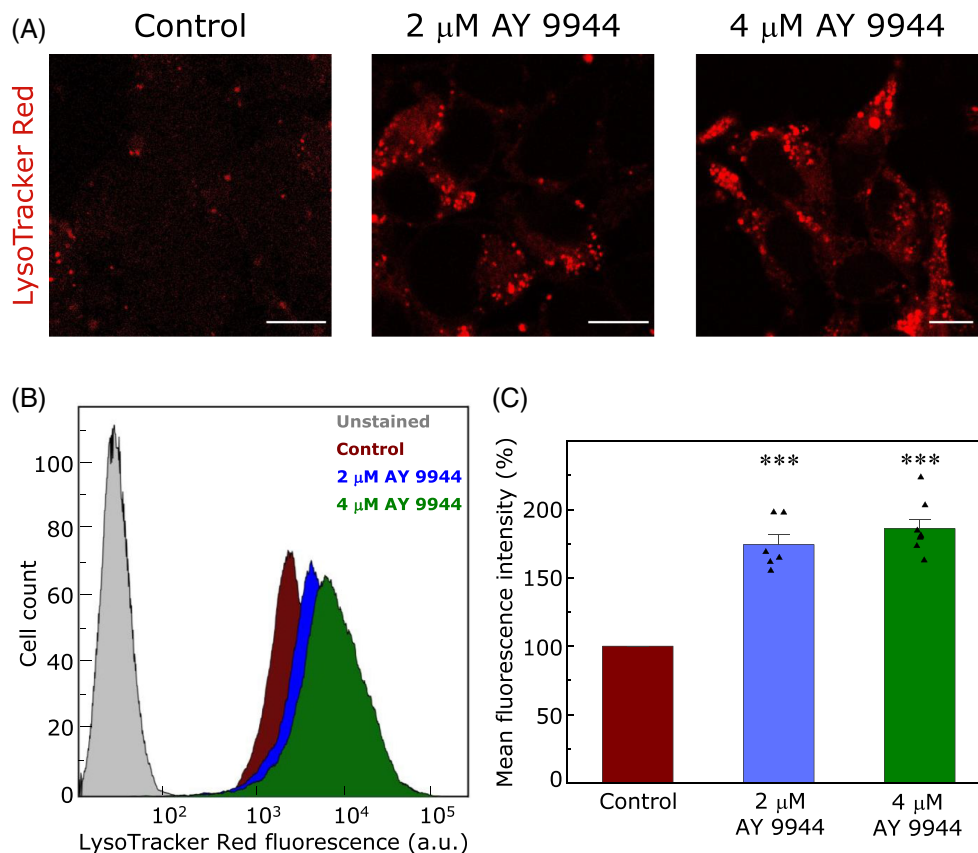 (A)
Control
2 μM AY 9944
4 μM AY 9944
LysoTracker Red
(B)
Unstained
Control
2 μM AY 9944
4 μM AY 9944
Cell count
100
80
60
40
20
0
10²
10³
10⁴
10⁵
LysoTracker Red fluorescence (a.u.)
(C)
Mean fluorescence intensity (%)
200
150
100
50
0
***
***
Control
2 μM
AY 9944
4 μM
AY 9944